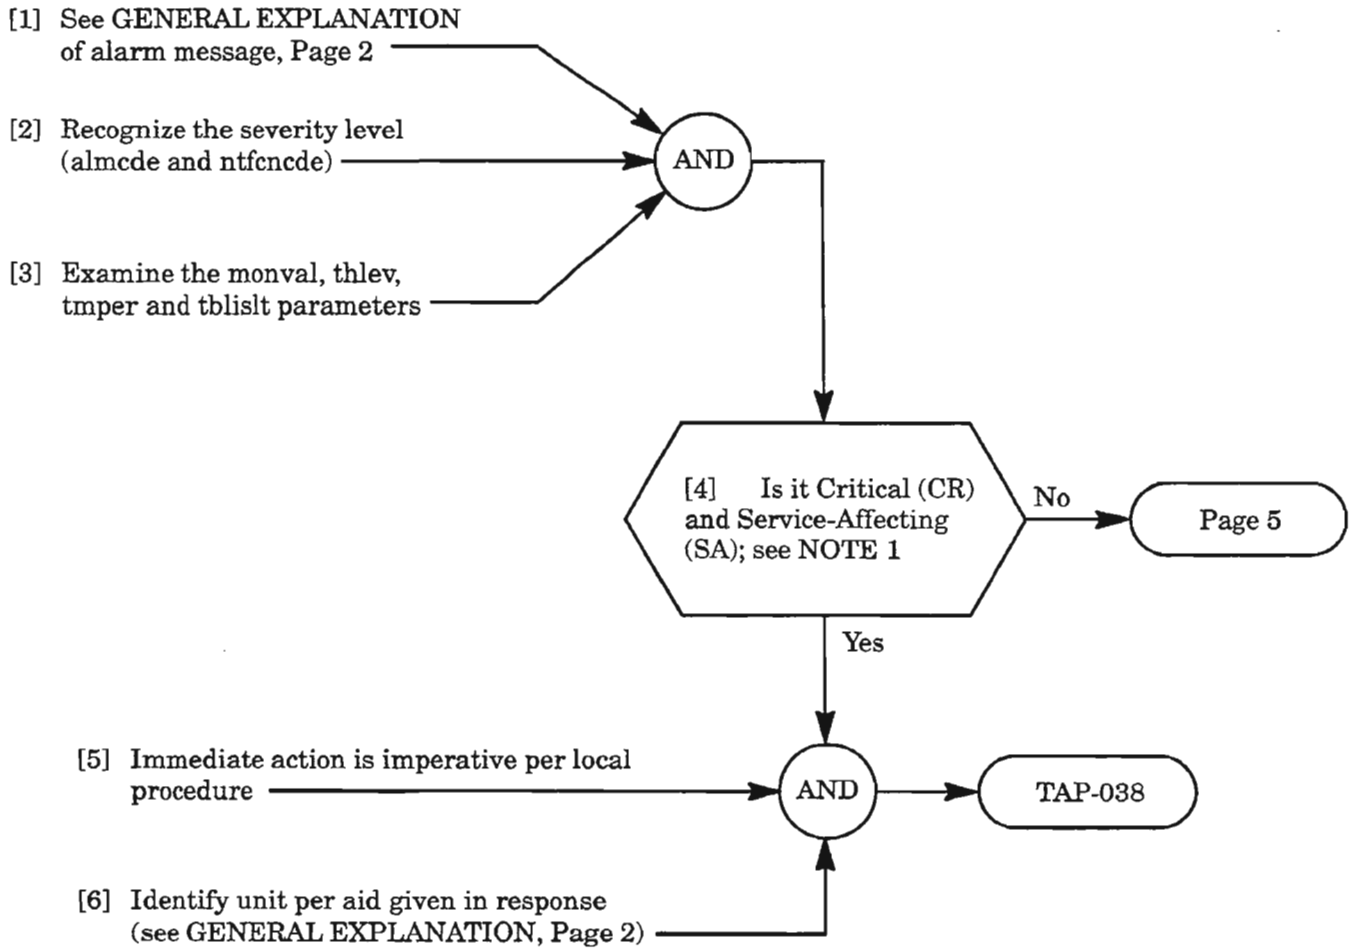 [1] See GENERAL EXPLANATION
of alarm message, Page 2
[2] Recognize the severity level
(almcde and ntfcncde)
AND
[3] Examine the monval, thlev,
tmper and tblislt parameters
[4] Is it Critical (CR)
and Service-Affecting
(SA); see NOTE 1
No
Page 5
Yes
[5] Immediate action is imperative per local
procedure
AND
TAP-038
[6] Identify unit per aid given in response
(see GENERAL EXPLANATION, Page 2)